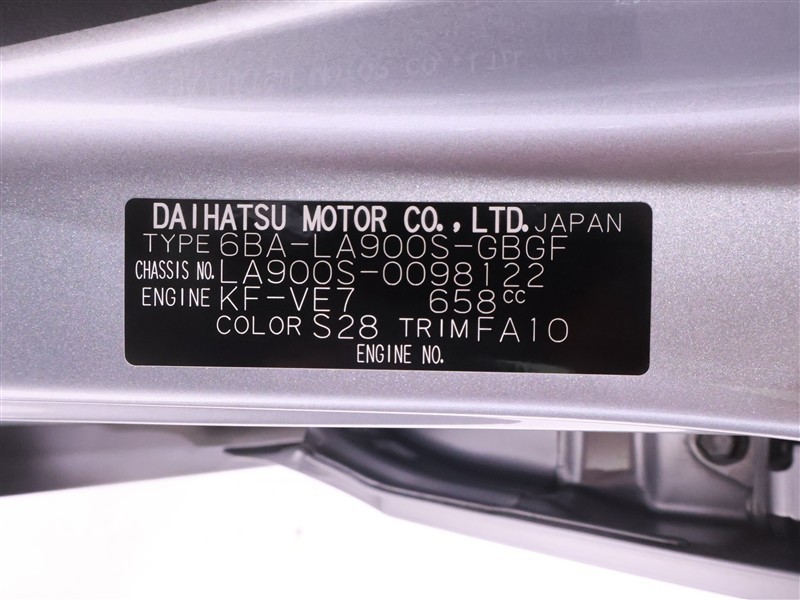 DAIHATSU MOTOR CO.,LTD. JAPAN
TYPE 6BA-LA900S-GBGF
CHASSIS NO. LA900S-0098122
ENGINE KF-VE7 658cc
COLOR S28 TRIM FA10
ENGINE NO.